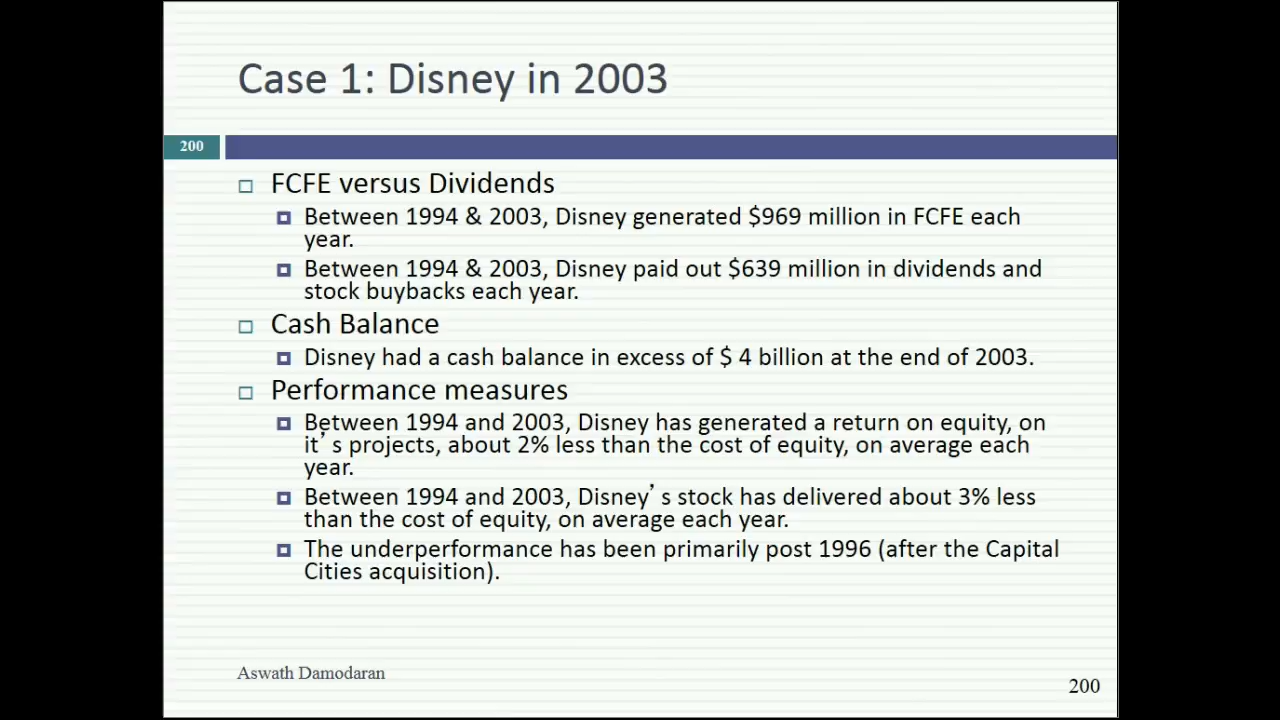 Case 1: Disney in 2003
200
FCFE versus Dividends
Between 1994 & 2003, Disney generated $969 million in FCFE each
year.
Between 1994 & 2003, Disney paid out $639 million in dividends and
stock buybacks each year.
Cash Balance
Disney had a cash balance in excess of $ 4 billion at the end of 2003.
Performance measures
Between 1994 and 2003, Disney has generated a return on equity, on
it’s projects, about 2% less than the cost of equity, on average each
year.
Between 1994 and 2003, Disney’s stock has delivered about 3% less
than the cost of equity, on average each year.
The underperformance has been primarily post 1996 (after the Capital
Cities acquisition).
Aswath Damodaran
200